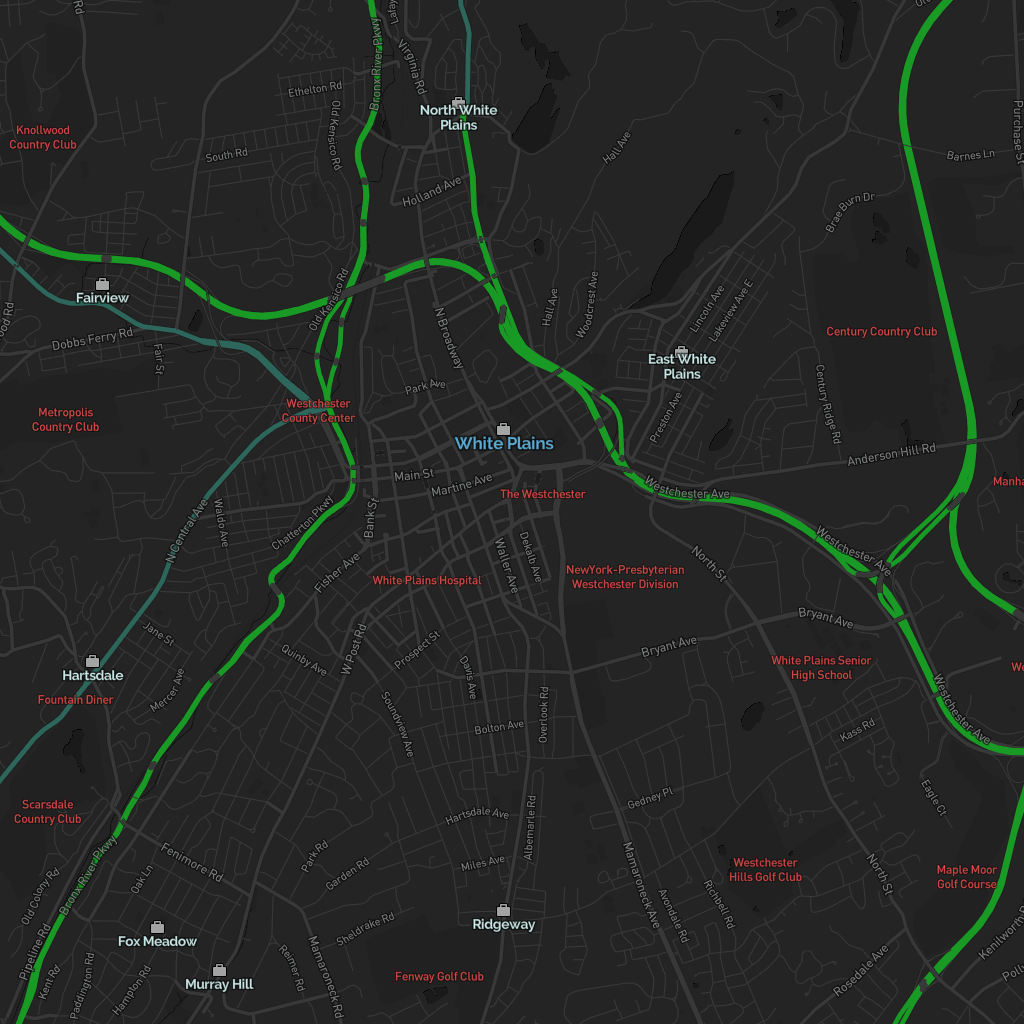 Bronx River Pkwy
Virginia Rd
Ethelton Rd
Old Kensico Rd
North White
Plains
Knollwood
Country Club
South Rd
Hall Ave
Purchase St
Barnes Ln
Holland Ave
Brae Burn Dr
Fairview
Old Kensico Rd
Hall Ave
Woodcrest Ave
Lincoln Ave
Lakeview Ave E
Dobbs Ferry Rd
Fair St
N Broadway
East White
Plains
Century Country Club
Park Ave
Century Ridge Rd
Westchester
County Center
Metropolis
Country Club
Preston Ave
White Plains
Anderson Hill Rd
Main St
Martine Ave
The Westchester
Westchester Ave
N Central Ave
Waldo Ave
Chatterton Pkwy
Bank St
Dekalb Ave
Waller Ave
North St
Westchester Ave
Fisher Ave
White Plains Hospital
NewYork-Presbyterian
Westchester Division
Bryant Ave
Jane St
Quinby Ave
W Post Rd
Prospect St
Bryant Ave
White Plains Senior
High School
Hartsdale
Fountain Diner
Mercer Ave
Davis Ave
Soundview Ave
Overlook Rd
Bolton Ave
Westchester Ave
Kass Rd
Eagle Ct
Scarsdale
Country Club
Hartsdale Ave
Albemarle Rd
Gedney Pl
Bronx River Pkwy
Fenimore Rd
Park Rd
Garden Rd
Miles Ave
Mamaroneck Ave
Westchester
Hills Golf Club
North St
Maple Moor
Golf Course
Old Colony Rd
Oak Ln
Richbell Rd
Avondale Rd
Ridgeway
Sheldrake Rd
Fox Meadow
Pipeline Rd
Kent Rd
Paddington Rd
Hampton Rd
Murray Hill
Reimer Rd
Mamaroneck Rd
Fenway Golf Club
Rosedale Ave